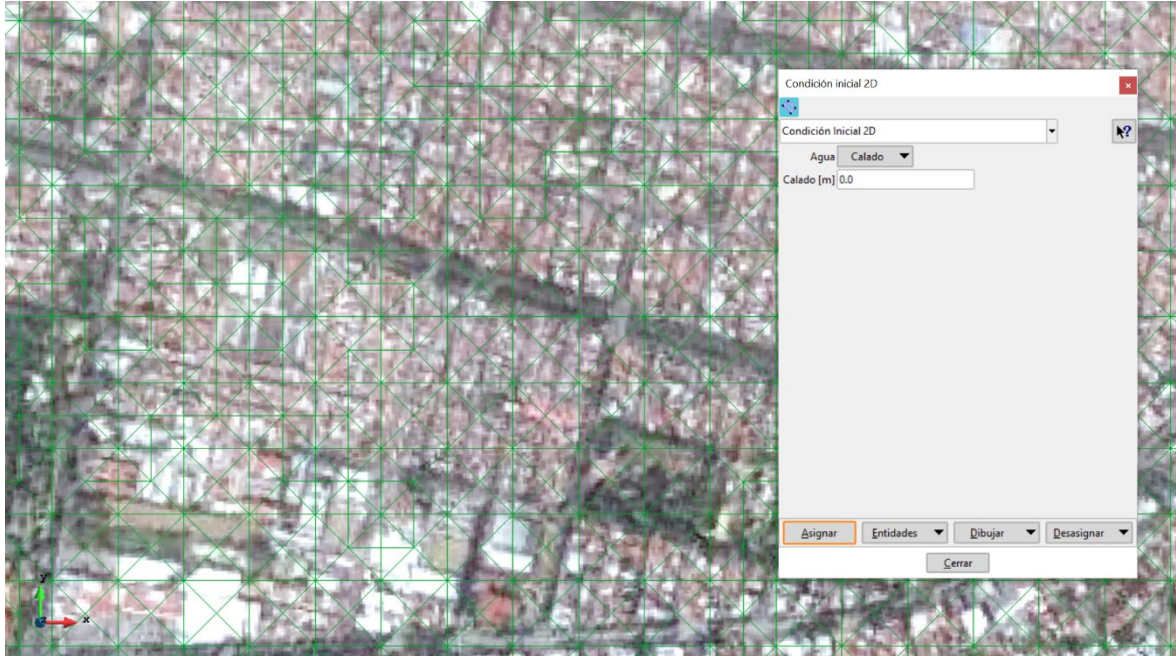 Condición inicial 2D
Condición Inicial 2D
Agua Calado
Calado [m] 0.0
Asignar Entidades Dibujar Desasignar
Cerrar
y
z x